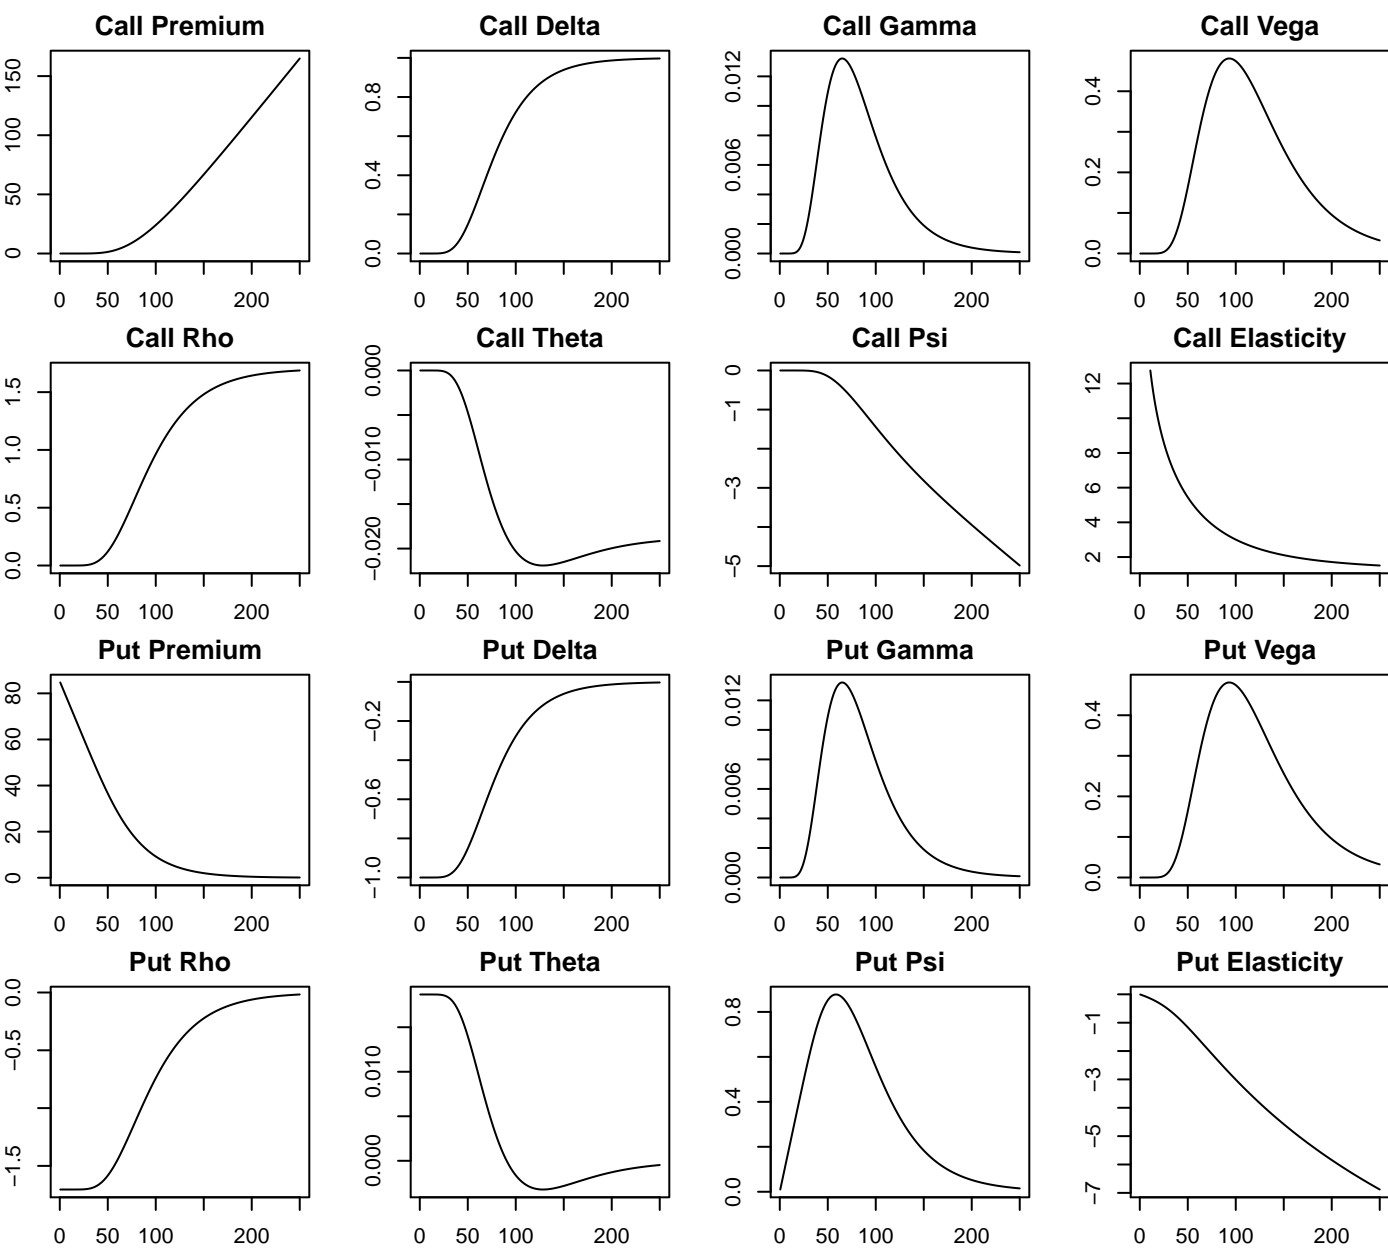 Call Premium Call Delta Call Gamma Call Vega
150 100 50 0
0.8 0.4 0.0
0.012 0.006 0.000
0.4 0.2 0.0
0 50 100 200 0 50 100 200 0 50 100 200 0 50 100 200
Call Rho Call Theta Call Psi Call Elasticity
1.5 1.0 0.5 0.0
0.000 −0.010 −0.020
0 −1 −3 −5
12 8 6 4 2
0 50 100 200 0 50 100 200 0 50 100 200 0 50 100 200
Put Premium Put Delta Put Gamma Put Vega
80 60 40 20 0
−0.2 −0.6 −1.0
0.012 0.006 0.000
0.4 0.2 0.0
0 50 100 200 0 50 100 200 0 50 100 200 0 50 100 200
Put Rho Put Theta Put Psi Put Elasticity
0.0 −0.5 −1.5
0.010 0.000
0.8 0.4 0.0
−1 −3 −5 −7
0 50 100 200 0 50 100 200 0 50 100 200 0 50 100 200